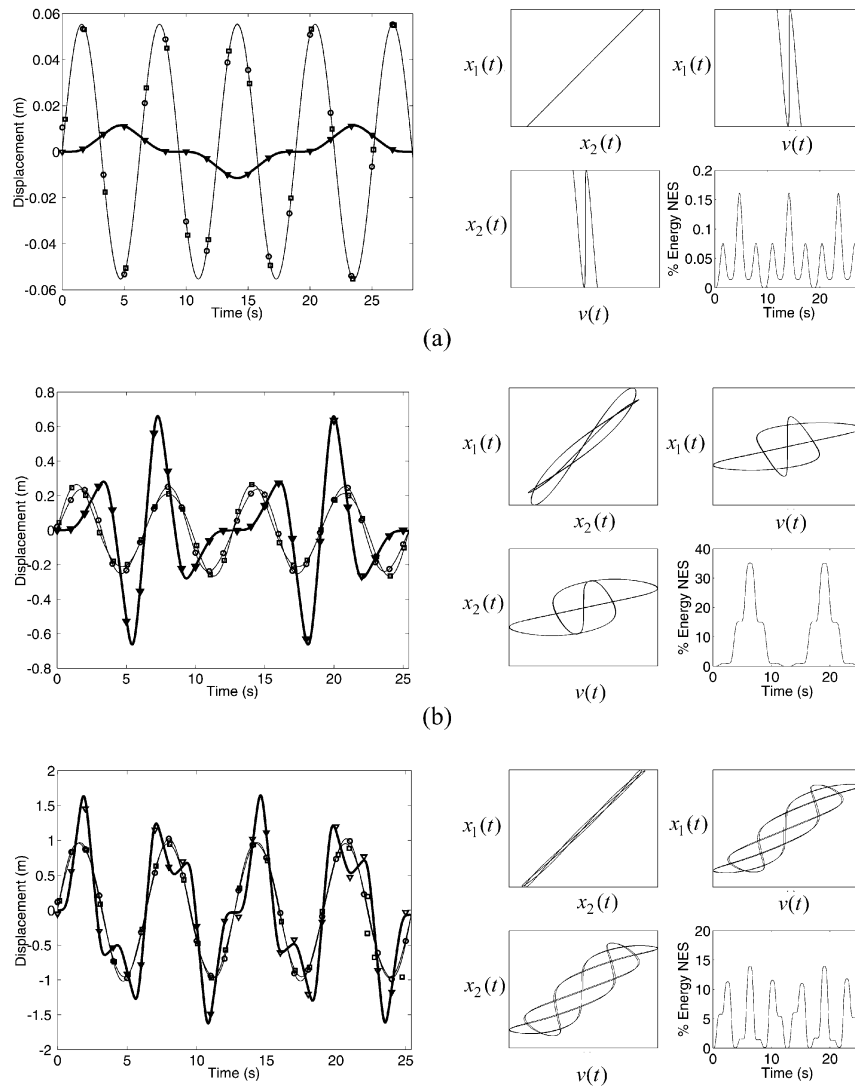 0.06
0.04
0.02
0
-0.02
-0.04
-0.06
Displacement (m)
0 5 10 15 20 25
Time (s)
x₁(t)
x₂(t)
x₁(t)
v(t)
x₂(t)
v(t)
% Energy NES
0.2
0.15
0.1
0.05
0
0 10 20
Time (s)
(a)
0.8
0.6
0.4
0.2
0
-0.2
-0.4
-0.6
-0.8
Displacement (m)
0 5 10 15 20 25
Time (s)
x₁(t)
x₂(t)
x₁(t)
v(t)
x₂(t)
v(t)
% Energy NES
40
30
20
10
0
0 10 20
Time (s)
(b)
2
1.5
1
0.5
0
-0.5
-1
-1.5
-2
Displacement (m)
0 5 10 15 20 25
Time (s)
x₁(t)
x₂(t)
x₁(t)
v(t)
x₂(t)
v(t)
% Energy NES
20
15
10
5
0
0 10 20
Time (s)